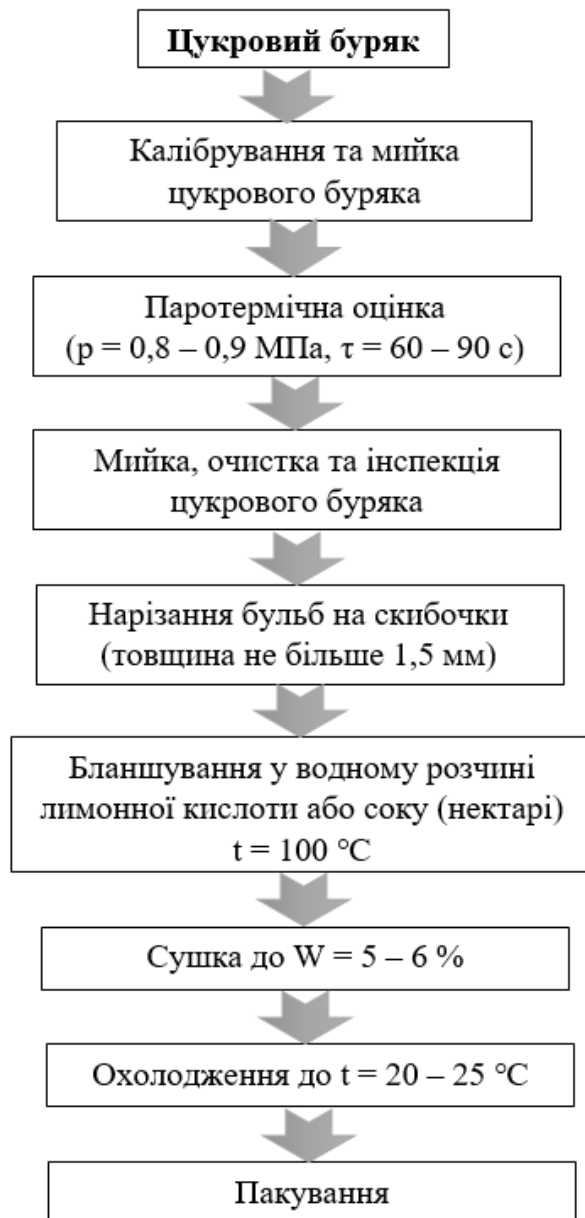 Цукровий буряк
Калібрування та мийка
цукрового буряка
Паротермічна оцінка
(р = 0,8 – 0,9 МПа, τ = 60 – 90 с)
Мийка, очистка та інспекція
цукрового буряка
Нарізання бульб на скибочки
(товщина не більше 1,5 мм)
Бланшування у водному розчині
лимонної кислоти або соку (нектарі)
t = 100 °C
Сушка до W = 5 – 6 %
Охолодження до t = 20 – 25 °C
Пакування